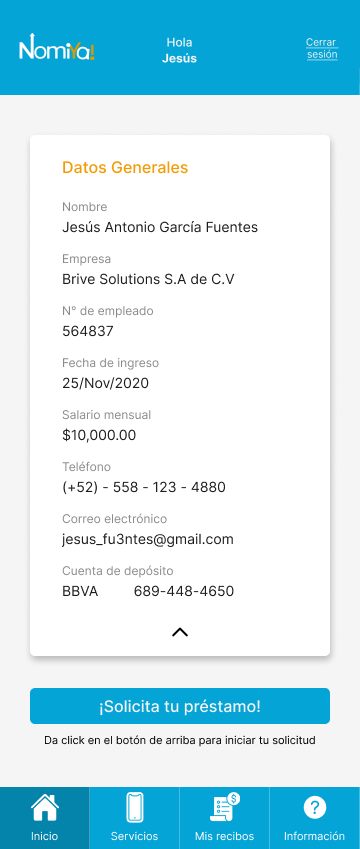 NomiYa!
Hola
Jesús
Cerrar
sesión
Datos Generales
Nombre
Jesús Antonio García Fuentes
Empresa
Brive Solutions S.A de C.V
N° de empleado
564837
Fecha de ingreso
25/Nov/2020
Salario mensual
$10,000.00
Teléfono
(+52) - 558 - 123 - 4880
Correo electrónico
jesus_fu3ntes@gmail.com
Cuenta de depósito
BBVA 689-448-4650
¡Solicita tu préstamo!
Da click en el botón de arriba para iniciar tu solicitud
Inicio Servicios Mis recibos Información